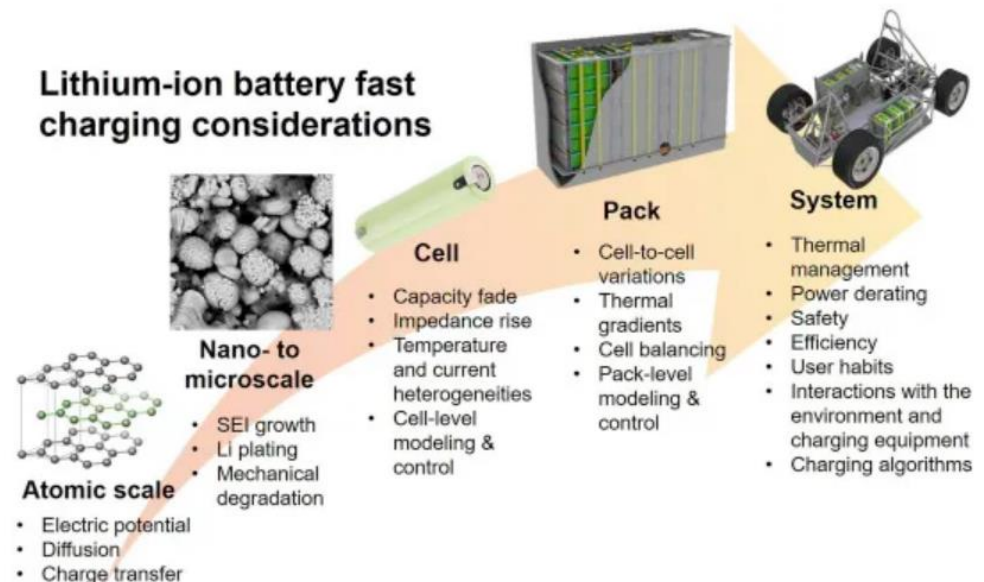 Lithium-ion battery fast
charging considerations
Atomic scale
• Electric potential
• Diffusion
• Charge transfer
Nano- to
microscale
• SEI growth
• Li plating
• Mechanical
degradation
Cell
• Capacity fade
• Impedance rise
• Temperature
and current
heterogeneities
• Cell-level
modeling &
control
Pack
• Cell-to-cell
variations
• Thermal
gradients
• Cell balancing
• Pack-level
modeling &
control
System
• Thermal
management
• Power derating
• Safety
• Efficiency
• User habits
• Interactions with the
environment and
charging equipment
• Charging algorithms